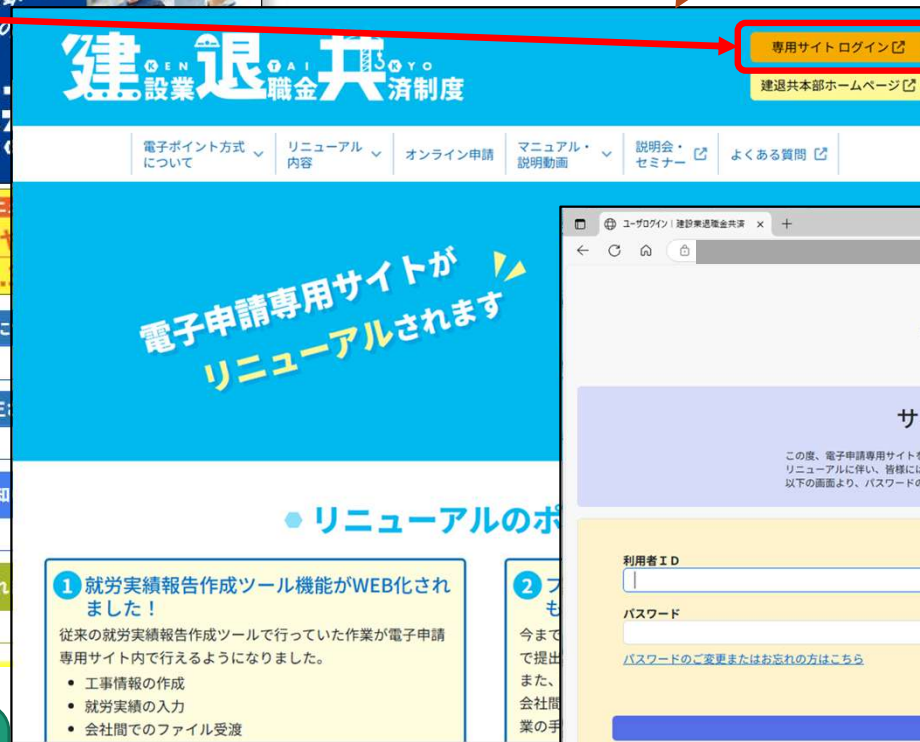 建設業退職金共済制度
KEN TAI KYO
専用サイト ログイン
建退共本部ホームページ
電子ポイント方式
について
リニューアル
内容
オンライン申請
マニュアル・
説明動画
説明会・
セミナー
よくある質問
電子申請専用サイトが
リニューアルされます
リニューアルのポ
1 就労実績報告作成ツール機能がWEB化され
ました！
従来の就労実績報告作成ツールで行っていた作業が電子申請
専用サイト内で行えるようになりました。
• 工事情報の作成
• 就労実績の入力
• 会社間でのファイル受渡
2 フ
も
今まで
で提出
また、
会社間
業の手
ユーザログイン｜建設業退職金共済
サ
この度、電子申請専用サイトを
リニューアルに伴い、皆様には
以下の画面より、パスワードの
利用者ＩＤ
パスワード
パスワードのご変更またはお忘れの方はこちら